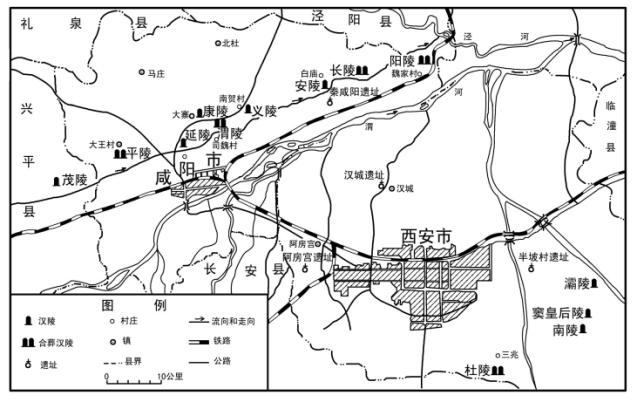 礼泉县
泾阳县
泾河
北杜
马庄
白庙
长陵
阳陵
魏家村
安陵
秦咸阳遗址
南贺村
大寨
康陵
义陵
渭陵
延陵
司魏村
渭河
临潼县
兴平县
大王村
平陵
茂陵
咸阳市
汉城遗址
汉城
阿房宫
阿房宫遗址
西安市
半坡村遗址
长安县
灞陵
窦皇后陵
南陵
三兆
杜陵
图例
汉陵
村庄
流向和走向
合葬汉陵
镇
铁路
遗址
县界
公路
0 10公里